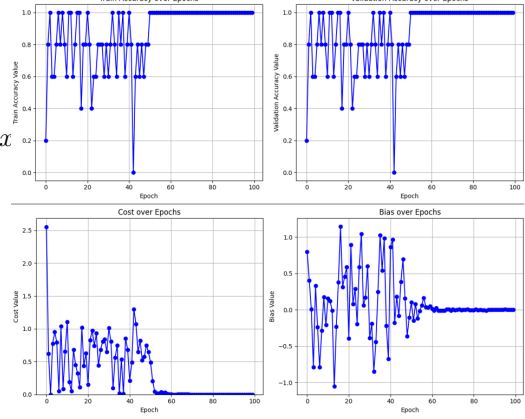 Train Accuracy over Epochs
Validation Accuracy over Epochs
1.0
0.8
0.6
0.4
0.2
0.0
Train Accuracy Value
0 20 40 60 80 100
Epoch
1.0
0.8
0.6
0.4
0.2
0.0
Validation Accuracy Value
0 20 40 60 80 100
Epoch
x
Cost over Epochs
2.5
2.0
1.5
1.0
0.5
0.0
Cost Value
0 20 40 60 80 100
Epoch
Bias over Epochs
1.0
0.5
0.0
−0.5
−1.0
Bias Value
0 20 40 60 80 100
Epoch